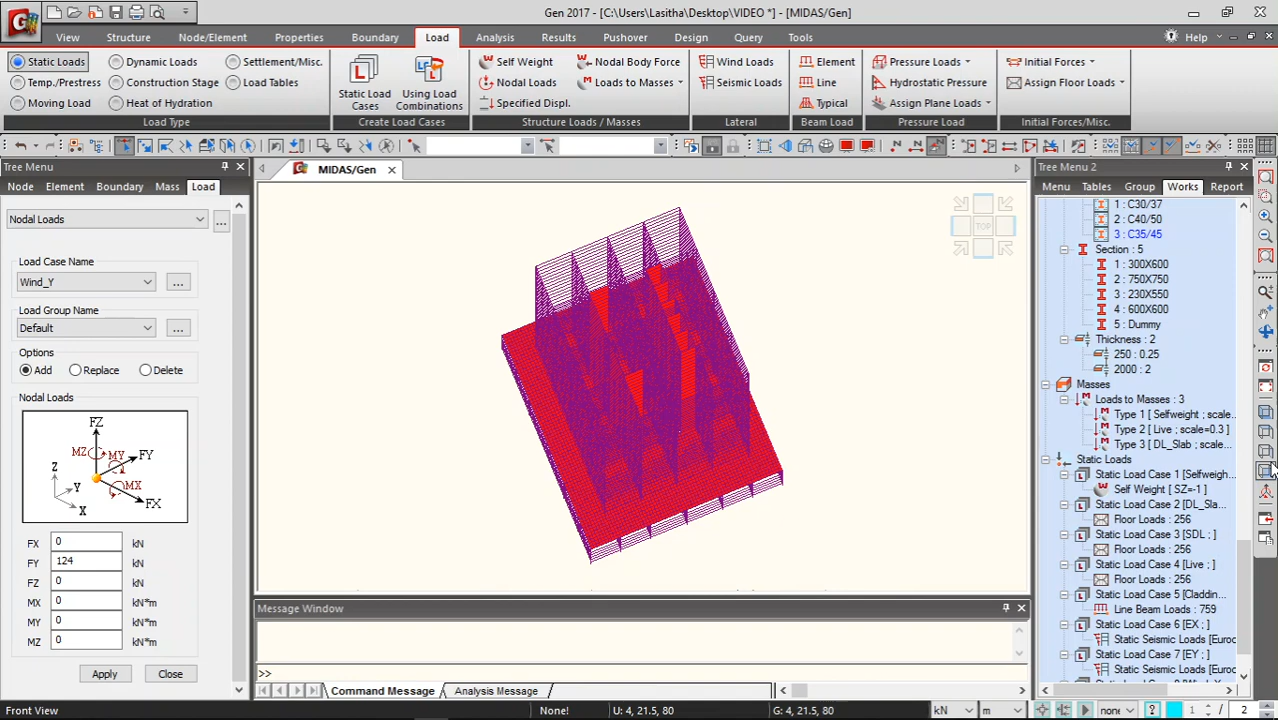 Gen 2017 - [C:\Users\Lasitha\Desktop\VIDEO *] - [MIDAS/Gen]
View Structure Node/Element Properties Boundary Load Analysis Results Pushover Design Query Tools Help
Static Loads Dynamic Loads Settlement/Misc.
Temp./Prestress Construction Stage Load Tables
Moving Load Heat of Hydration
Load Type
Static Load Cases
Using Load Combinations
Create Load Cases
Self Weight Nodal Body Force
Nodal Loads Loads to Masses
Specified Displ.
Structure Loads / Masses
Wind Loads
Seismic Loads
Lateral
Element
Line
Typical
Beam Load
Pressure Loads
Hydrostatic Pressure
Assign Plane Loads
Pressure Load
Initial Forces
Assign Floor Loads
Initial Forces/Misc.
Tree Menu
Node Element Boundary Mass Load
Nodal Loads
...
Load Case Name
Wind_Y
...
Load Group Name
Default
...
Options
Add Replace Delete
Nodal Loads
FZ
MZ MY FY
MX
FX
Z
Y
X
FX 0 kN
FY 124 kN
FZ 0 kN
MX 0 kN*m
MY 0 kN*m
MZ 0 kN*m
Apply Close
MIDAS/Gen
TOP
Message Window
>>
Command Message Analysis Message
Tree Menu 2
Menu Tables Group Works Report
1 : C30/37
2 : C40/50
3 : C35/45
Section : 5
1 : 300X600
2 : 750X750
3 : 230X550
4 : 600X600
5 : Dummy
Thickness : 2
250 : 0.25
2000 : 2
Masses
Loads to Masses : 3
Type 1 [ Selfweight ; scale...
Type 2 [ Live ; scale=0.3 ]
Type 3 [ DL_Slab ; scale...
Static Loads
Static Load Case 1 [Selfweigh...
Self Weight [ SZ=-1 ]
Static Load Case 2 [DL_Sla...
Floor Loads : 256
Static Load Case 3 [SDL ; ]
Floor Loads : 256
Static Load Case 4 [Live ; ]
Floor Loads : 256
Static Load Case 5 [Claddin...
Line Beam Loads : 759
Static Load Case 6 [EX ; ]
Static Seismic Loads [Euroc
Static Load Case 7 [EY ; ]
Static Seismic Loads [Euroc
Front View None! U: 4, 21.5, 80 G: 4, 21.5, 80 kN m none 1 / 2